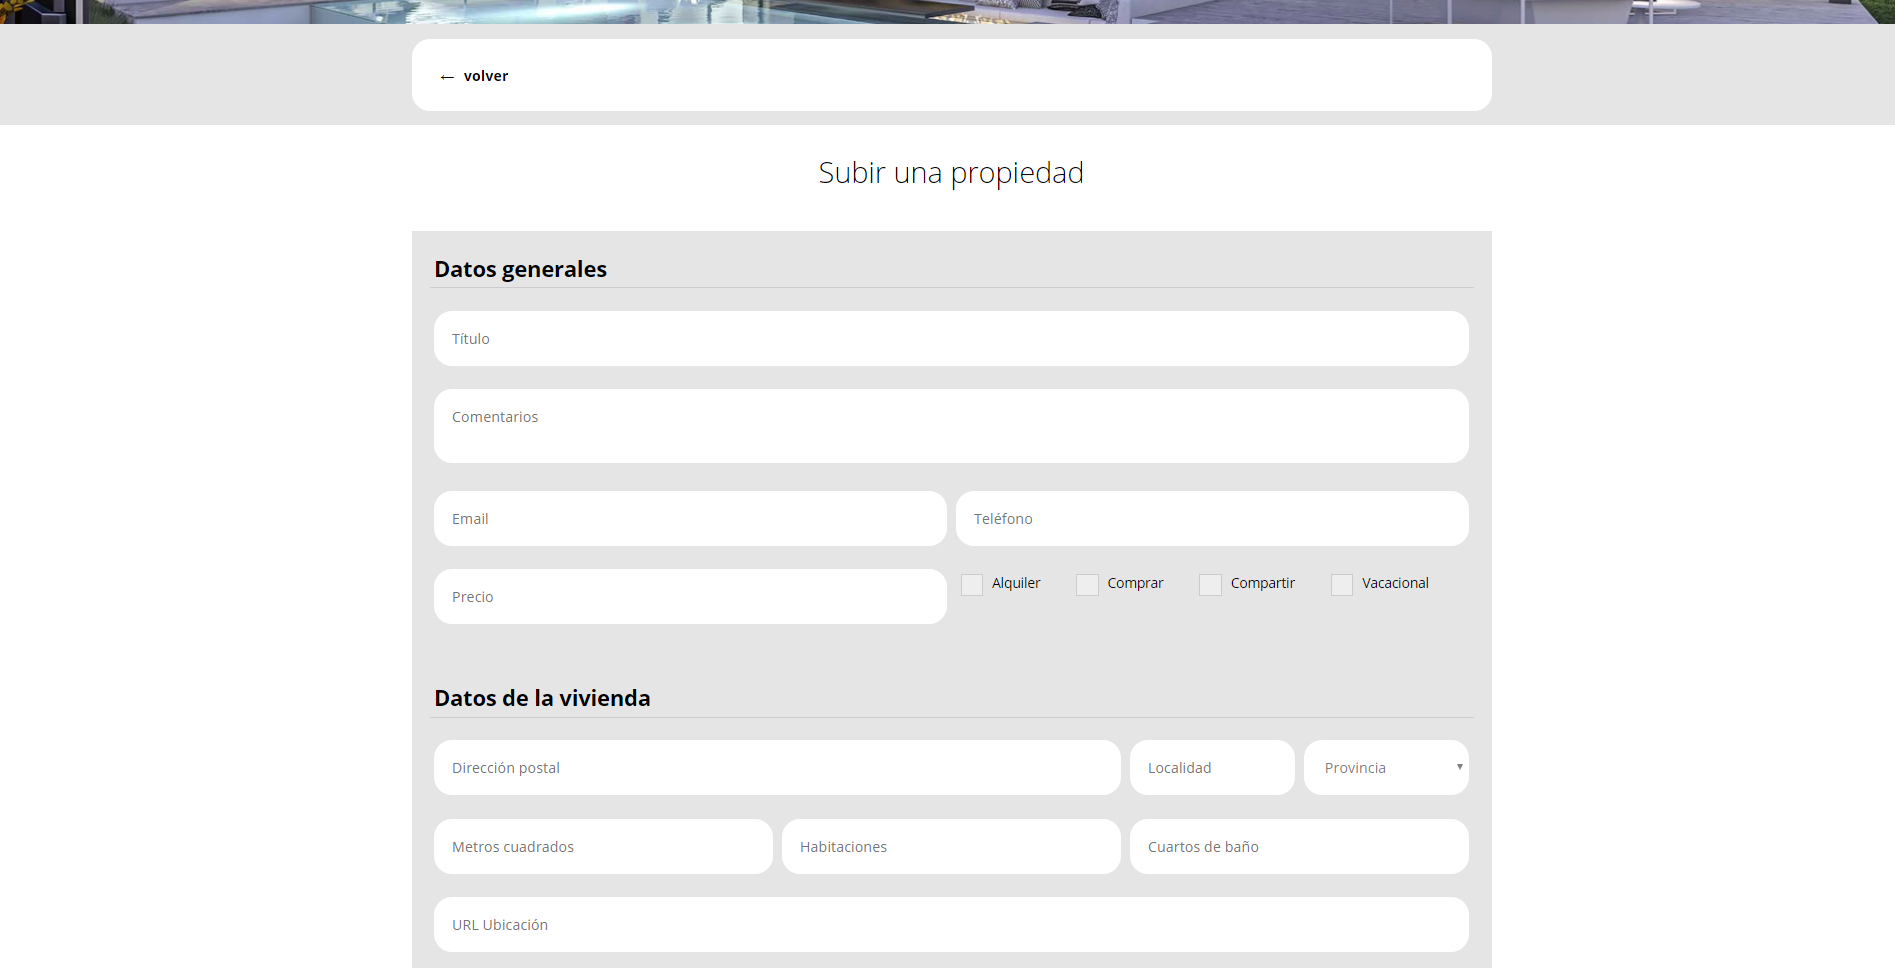 ← volver
Subir una propiedad
Datos generales
Título
Comentarios
Email Teléfono
Precio Alquiler Comprar Compartir Vacacional
Datos de la vivienda
Dirección postal Localidad Provincia
Metros cuadrados Habitaciones Cuartos de baño
URL Ubicación